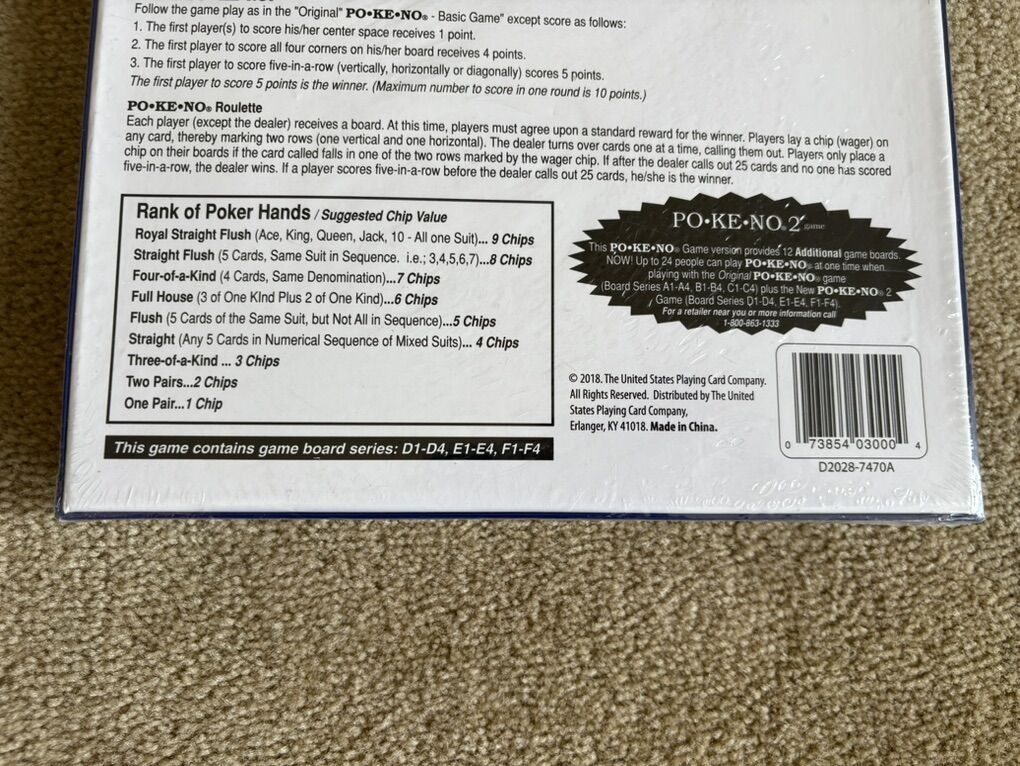 Follow the game play as in the "Original" PO•KE•NO® - Basic Game" except score as follows:
1. The first player(s) to score his/her center space receives 1 point.
2. The first player to score all four corners on his/her board receives 4 points.
3. The first player to score five-in-a-row (vertically, horizontally or diagonally) scores 5 points.
The first player to score 5 points is the winner. (Maximum number to score in one round is 10 points.)
PO•KE•NO® Roulette
Each player (except the dealer) receives a board. At this time, players must agree upon a standard reward for the winner. Players lay a chip (wager) on
any card, thereby marking two rows (one vertical and one horizontal). The dealer turns over cards one at a time, calling them out. Players only place a
chip on their boards if the card called falls in one of the two rows marked by the wager chip. If after the dealer calls out 25 cards and no one has scored
five-in-a-row, the dealer wins. If a player scores five-in-a-row before the dealer calls out 25 cards, he/she is the winner.
Rank of Poker Hands / Suggested Chip Value
Royal Straight Flush (Ace, King, Queen, Jack, 10 - All one Suit)... 9 Chips
Straight Flush (5 Cards, Same Suit in Sequence. i.e.; 3,4,5,6,7)...8 Chips
Four-of-a-Kind (4 Cards, Same Denomination)...7 Chips
Full House (3 of One KInd Plus 2 of One Kind)...6 Chips
Flush (5 Cards of the Same Suit, but Not All in Sequence)...5 Chips
Straight (Any 5 Cards in Numerical Sequence of Mixed Suits)... 4 Chips
Three-of-a-Kind ... 3 Chips
Two Pairs...2 Chips
One Pair...1 Chip
This game contains game board series: D1-D4, E1-E4, F1-F4
PO•KE•NO® 2 game
This PO•KE•NO® Game version provides 12 Additional game boards.
NOW! Up to 24 people can play PO•KE•NO® at one time when
playing with the Original PO•KE•NO® game
(Board Series A1-A4, B1-B4, C1-C4) plus the New PO•KE•NO® 2
Game (Board Series D1-D4, E1-E4, F1-F4).
For a retailer near you or more information call
1-800-863-1333
© 2018. The United States Playing Card Company.
All Rights Reserved. Distributed by The United
States Playing Card Company,
Erlanger, KY 41018. Made in China.
0 73854 03000 4
D2028-7470A